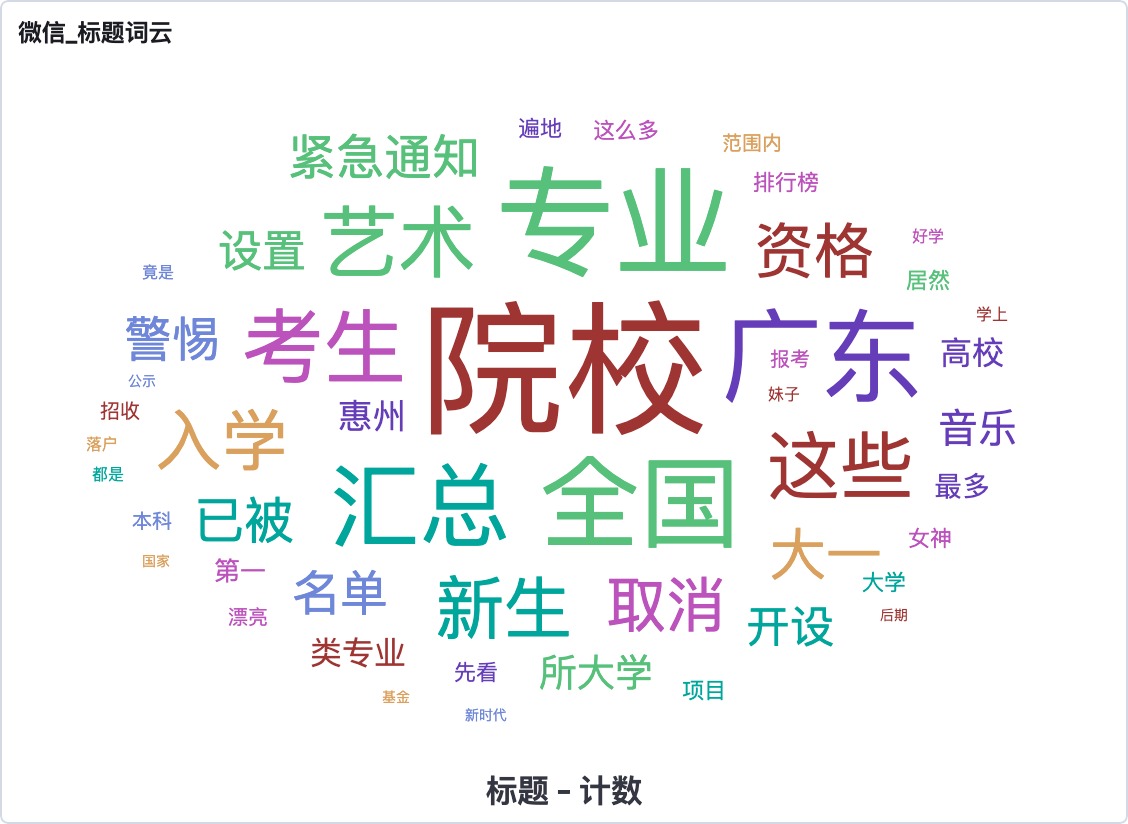 微信_标题词云
遍地 这么多
紧急通知 范围内
专业 排行榜
设置 艺术 资格 好学
竟是 居然
警惕 考生 院校 广东 学上
报考 高校
公示 妹子
招收 惠州
落户 入学 音乐
都是 这些 最多
汇总 全国
本科 已被 女神
国家 大一
第一 名单 新生 取消 大学
漂亮 开设 后期
类专业 先看 所大学 项目
基金
新时代
标题 – 计数